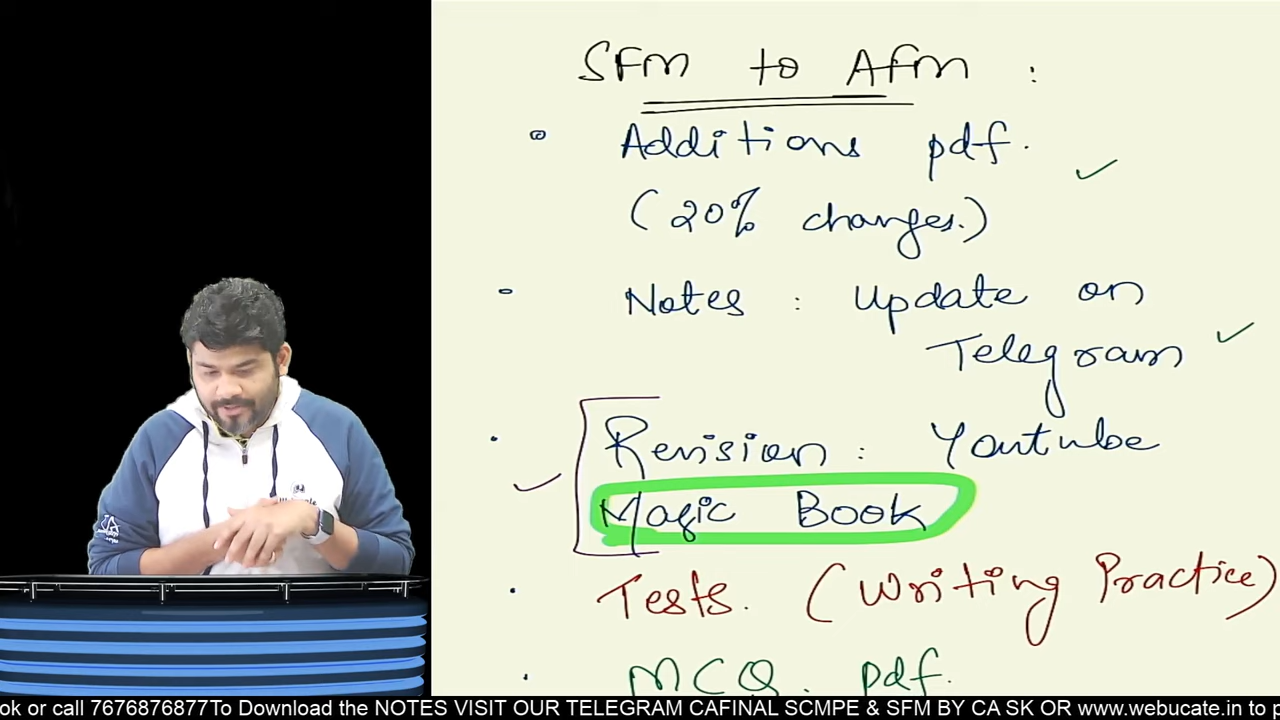 SFM to AFM :
Additions pdf.
(20% changes.)
Notes : Update on
Telegram
Revision : Youtube
Magic Book
Tests. (Writing Practice)
MCQ. pdf.
ok or call 7676876877To Download the NOTES VISIT OUR TELEGRAM CAFINAL SCMPE & SFM BY CA SK OR www.webucate.in to p